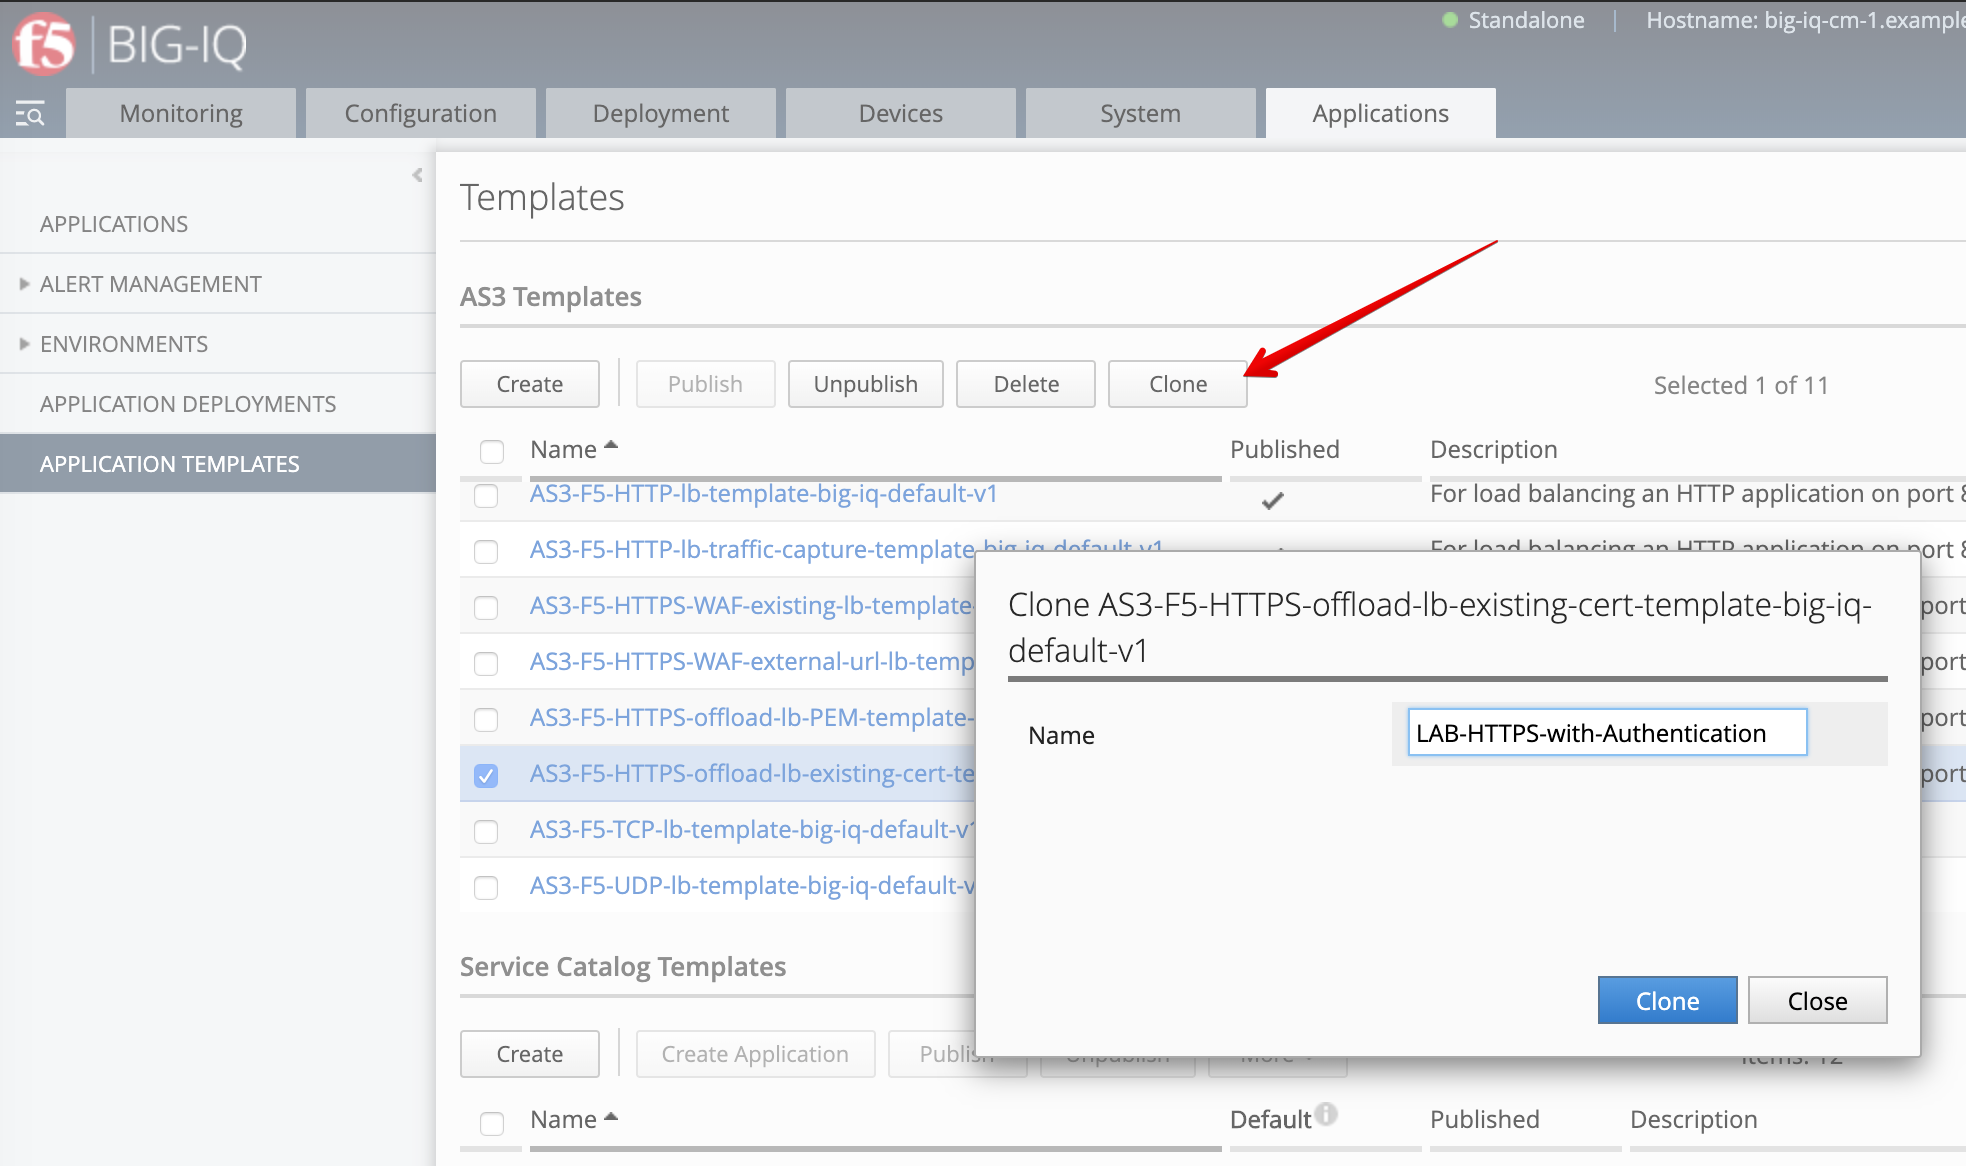 f5 BIG-IQ
Standalone Hostname: big-iq-cm-1.example
Monitoring Configuration Deployment Devices System Applications
APPLICATIONS
ALERT MANAGEMENT
ENVIRONMENTS
APPLICATION DEPLOYMENTS
APPLICATION TEMPLATES
Templates
AS3 Templates
Create Publish Unpublish Delete Clone Selected 1 of 11
Name Published Description
AS3-F5-HTTP-lb-template-big-iq-default-v1 For load balancing an HTTP application on port 8
AS3-F5-HTTP-lb-traffic-capture-template-big-iq-default-v1 For load balancing an HTTP application on port 8
AS3-F5-HTTPS-WAF-existing-lb-template- port
AS3-F5-HTTPS-WAF-external-url-lb-temp port
AS3-F5-HTTPS-offload-lb-PEM-template- port
AS3-F5-HTTPS-offload-lb-existing-cert-te port
AS3-F5-TCP-lb-template-big-iq-default-v1
AS3-F5-UDP-lb-template-big-iq-default-v
Clone AS3-F5-HTTPS-offload-lb-existing-cert-template-big-iq-
default-v1
Name LAB-HTTPS-with-Authentication
Clone Close
Service Catalog Templates
Create Create Application Publish Unpublish More Items: 12
Name Default Published Description